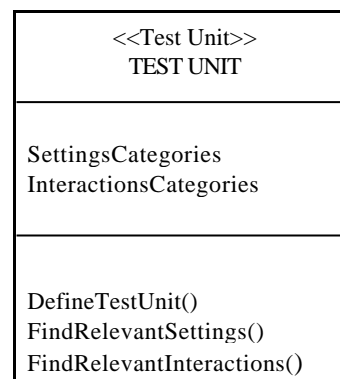 <<Test Unit>>
TEST UNIT
SettingsCategories
InteractionsCategories
DefineTestUnit()
FindRelevantSettings()
FindRelevantInteractions()